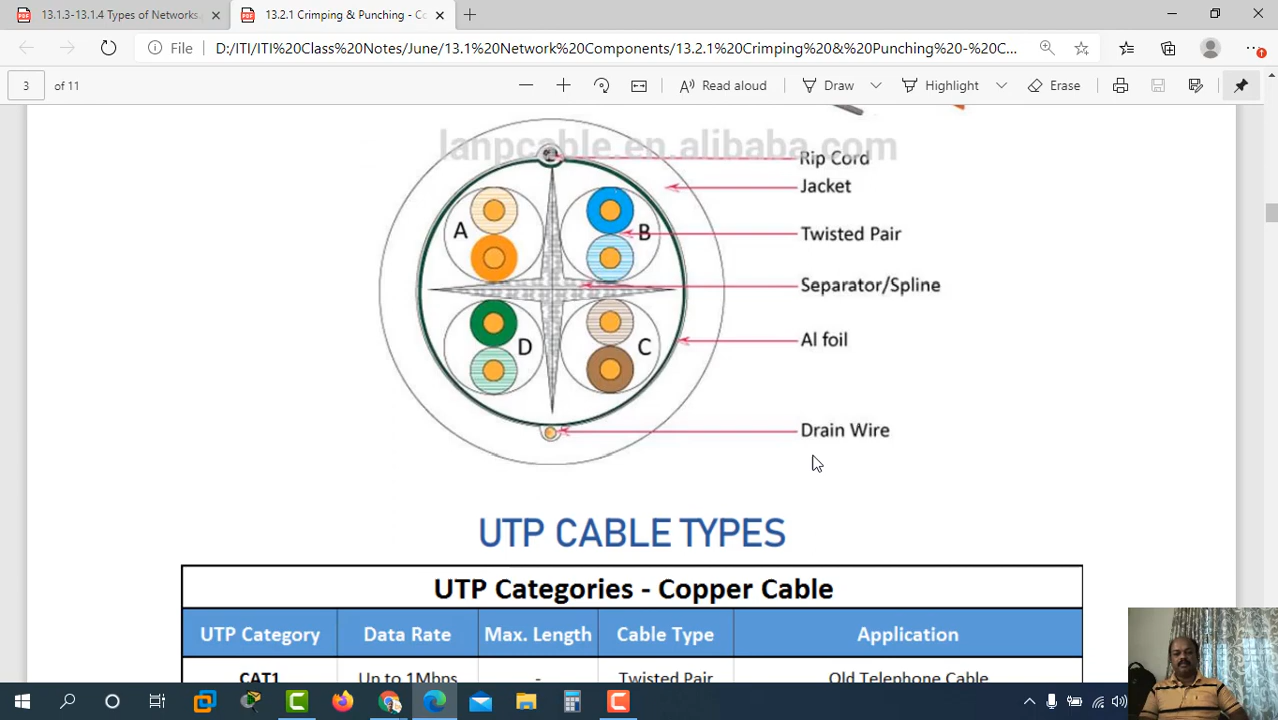 13.1.3-13.1.4 Types of Networks
13.2.1 Crimping & Punching - Co
File
D:/ITI/ITI%20Class%20Notes/June/13.1%20Network%20Components/13.2.1%20Crimping%20&%20Punching%20-%20C...
3
of 11
Read aloud
Draw
Highlight
Erase
lanpcable.en.alibaba.com
Rip Cord
Jacket
A
B
Twisted Pair
Separator/Spline
D
C
Al foil
Drain Wire
UTP CABLE TYPES
UTP Categories - Copper Cable
UTP Category
Data Rate
Max. Length
Cable Type
Application
CAT1
Up to 1Mbps
-
Twisted Pair
Old Telephone Cable